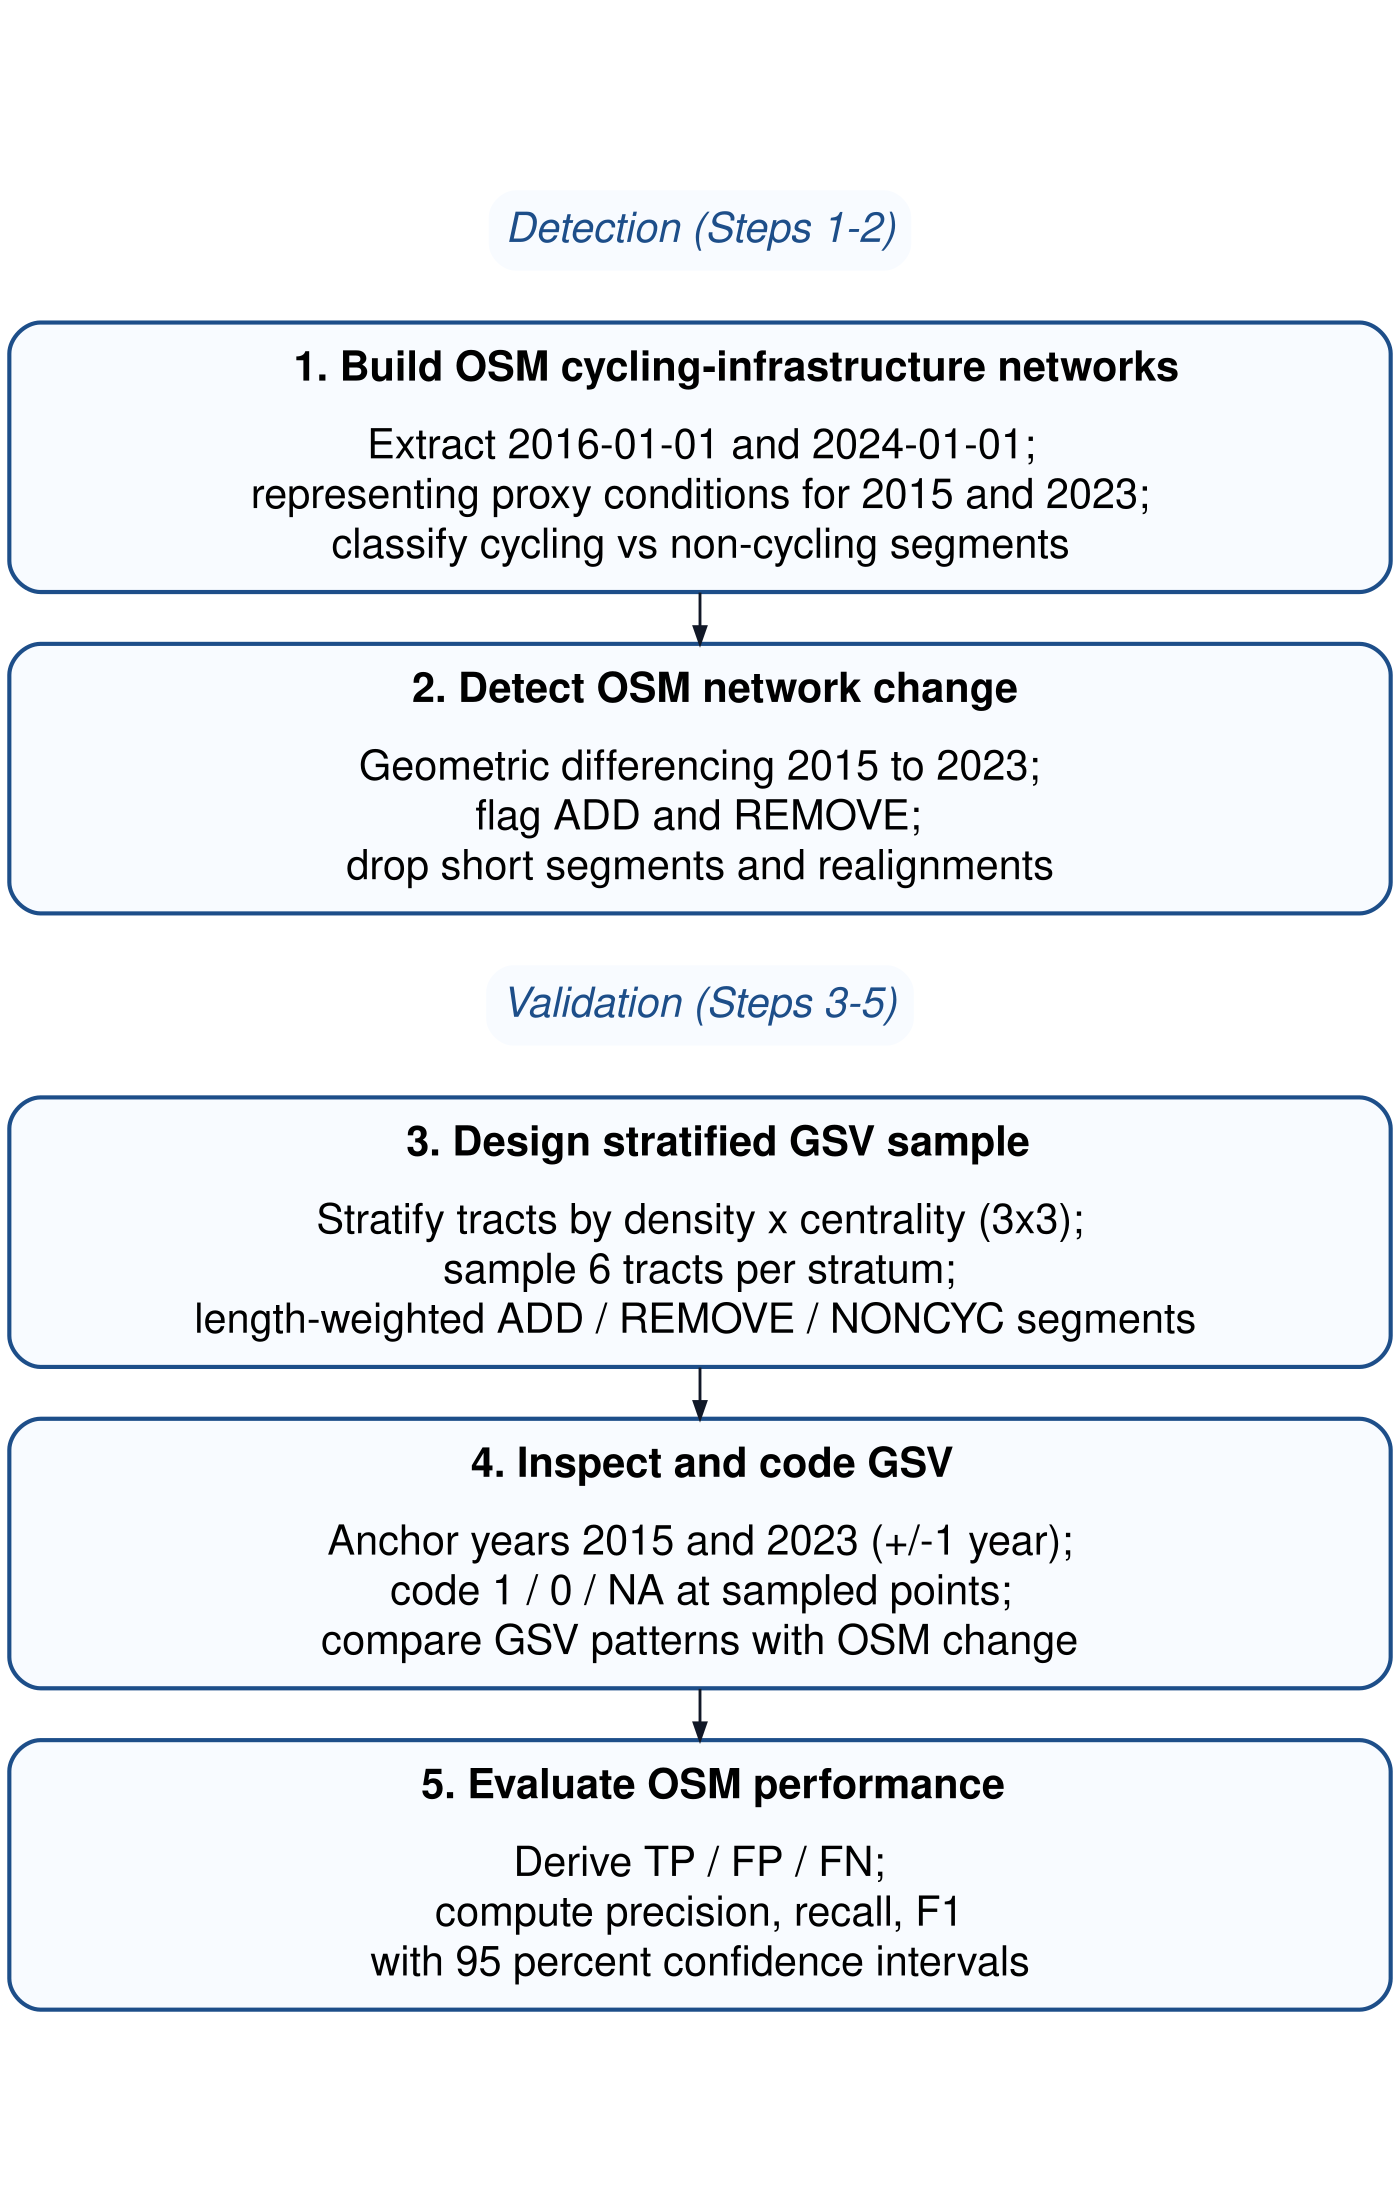 Detection (Steps 1-2)
1. Build OSM cycling-infrastructure networks
Extract 2016-01-01 and 2024-01-01;
representing proxy conditions for 2015 and 2023;
classify cycling vs non-cycling segments
2. Detect OSM network change
Geometric differencing 2015 to 2023;
flag ADD and REMOVE;
drop short segments and realignments
Validation (Steps 3-5)
3. Design stratified GSV sample
Stratify tracts by density x centrality (3x3);
sample 6 tracts per stratum;
length-weighted ADD / REMOVE / NONCYC segments
4. Inspect and code GSV
Anchor years 2015 and 2023 (+/-1 year);
code 1 / 0 / NA at sampled points;
compare GSV patterns with OSM change
5. Evaluate OSM performance
Derive TP / FP / FN;
compute precision, recall, F1
with 95 percent confidence intervals